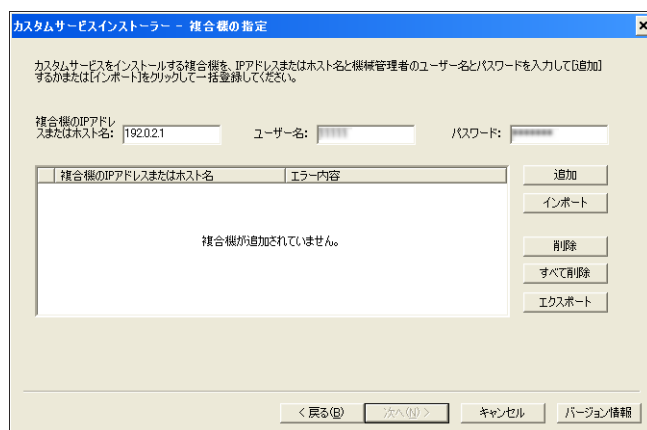 カスタムサービスインストーラー - 複合機の指定
カスタムサービスをインストールする複合機を、IPアドレスまたはホスト名と機械管理者のユーザー名とパスワードを入力して[追加]
するかまたは[インポート]をクリックして一括登録してください。
複合機のIPアドレ
スまたはホスト名: 192.0.2.1 ユーザー名: パスワード:
複合機のIPアドレスまたはホスト名 エラー内容
追加
インポート
複合機が追加されていません。
削除
すべて削除
エクスポート
< 戻る(B) 次へ(N) > キャンセル バージョン情報